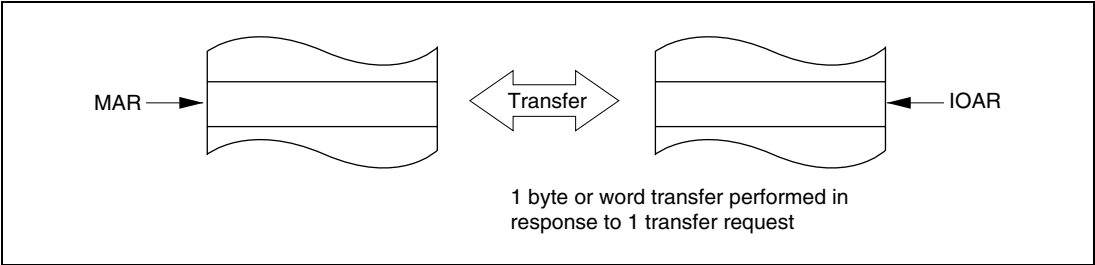 MAR
Transfer
IOAR
1 byte or word transfer performed in
response to 1 transfer request